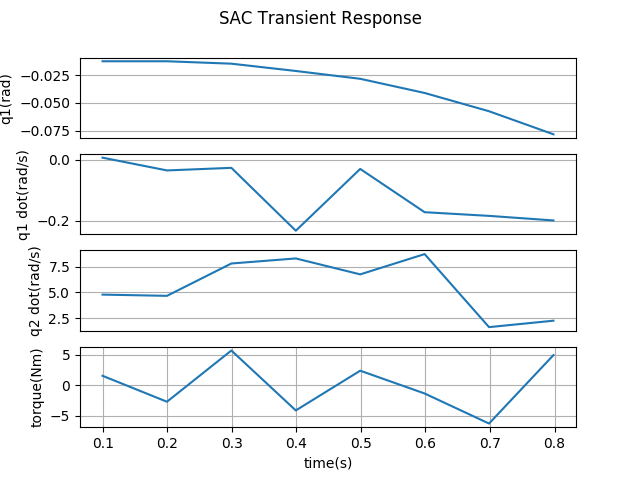 SAC Transient Response
q1(rad)
−0.025
−0.050
−0.075
q1 dot(rad/s)
0.0
−0.2
q2 dot(rad/s)
7.5
5.0
2.5
torque(Nm)
5
0
−5
0.1 0.2 0.3 0.4 0.5 0.6 0.7 0.8
time(s)